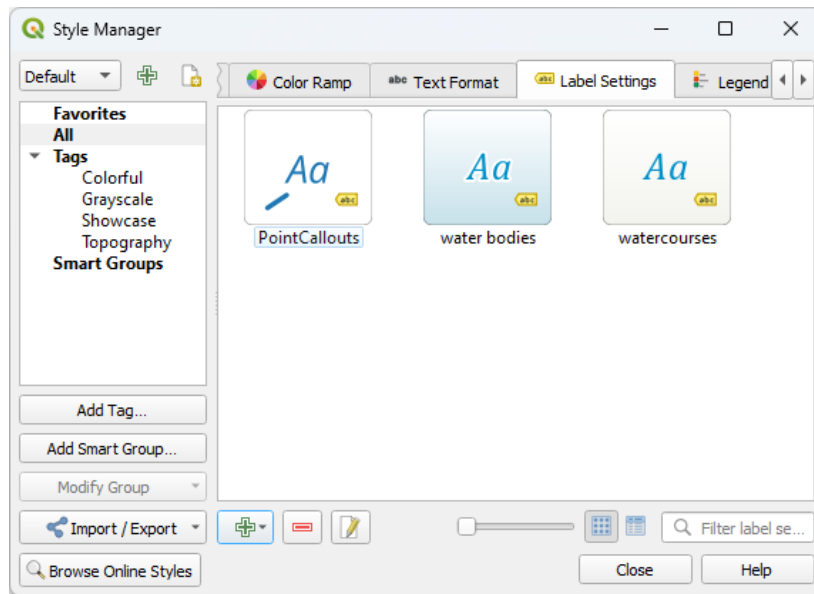 Style Manager
Default
Color Ramp
abc Text Format
abc Label Settings
Legend
Favorites
All
Tags
Colorful
Grayscale
Showcase
Topography
Smart Groups
Aa
abc
PointCallouts
Aa
abc
water bodies
Aa
abc
watercourses
Add Tag...
Add Smart Group...
Modify Group
Import / Export
Filter label se...
Browse Online Styles
Close
Help